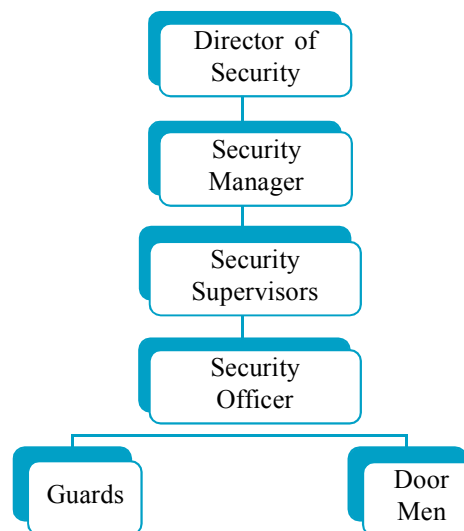 Director of
Security
Security
Manager
Security
Supervisors
Security
Officer
Guards
Door
Men